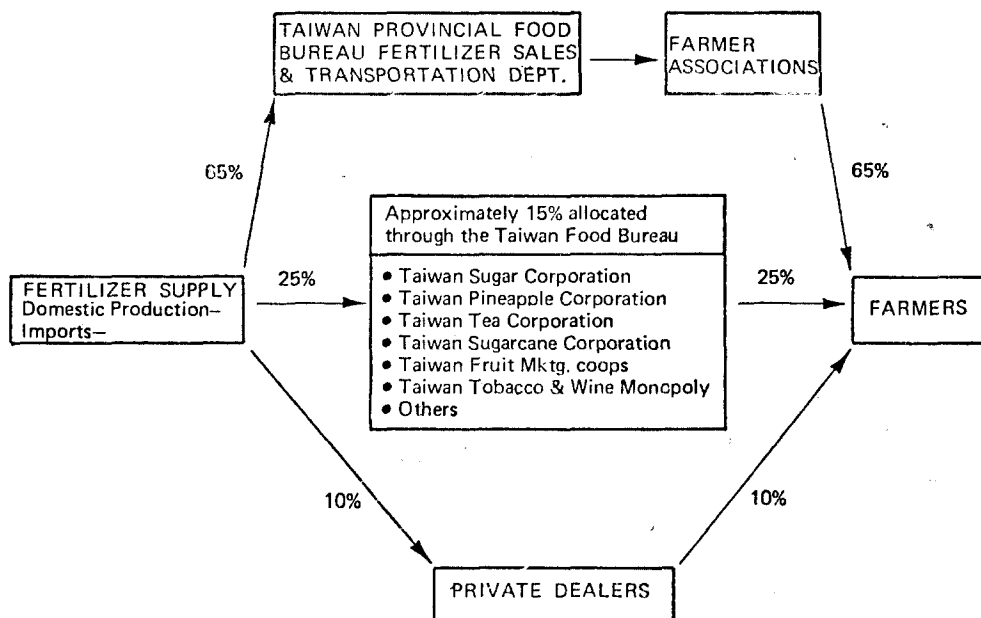 TAIWAN PROVINCIAL FOOD
BUREAU FERTILIZER SALES
& TRANSPORTATION DEPT.
FARMER
ASSOCIATIONS
65%
65%
Approximately 15% allocated
through the Taiwan Food Bureau
• Taiwan Sugar Corporation
• Taiwan Pineapple Corporation
• Taiwan Tea Corporation
• Taiwan Sugarcane Corporation
• Taiwan Fruit Mktg. coops
• Taiwan Tobacco & Wine Monopoly
• Others
FERTILIZER SUPPLY
Domestic Production–
Imports–
25%
25%
FARMERS
10%
10%
PRIVATE DEALERS